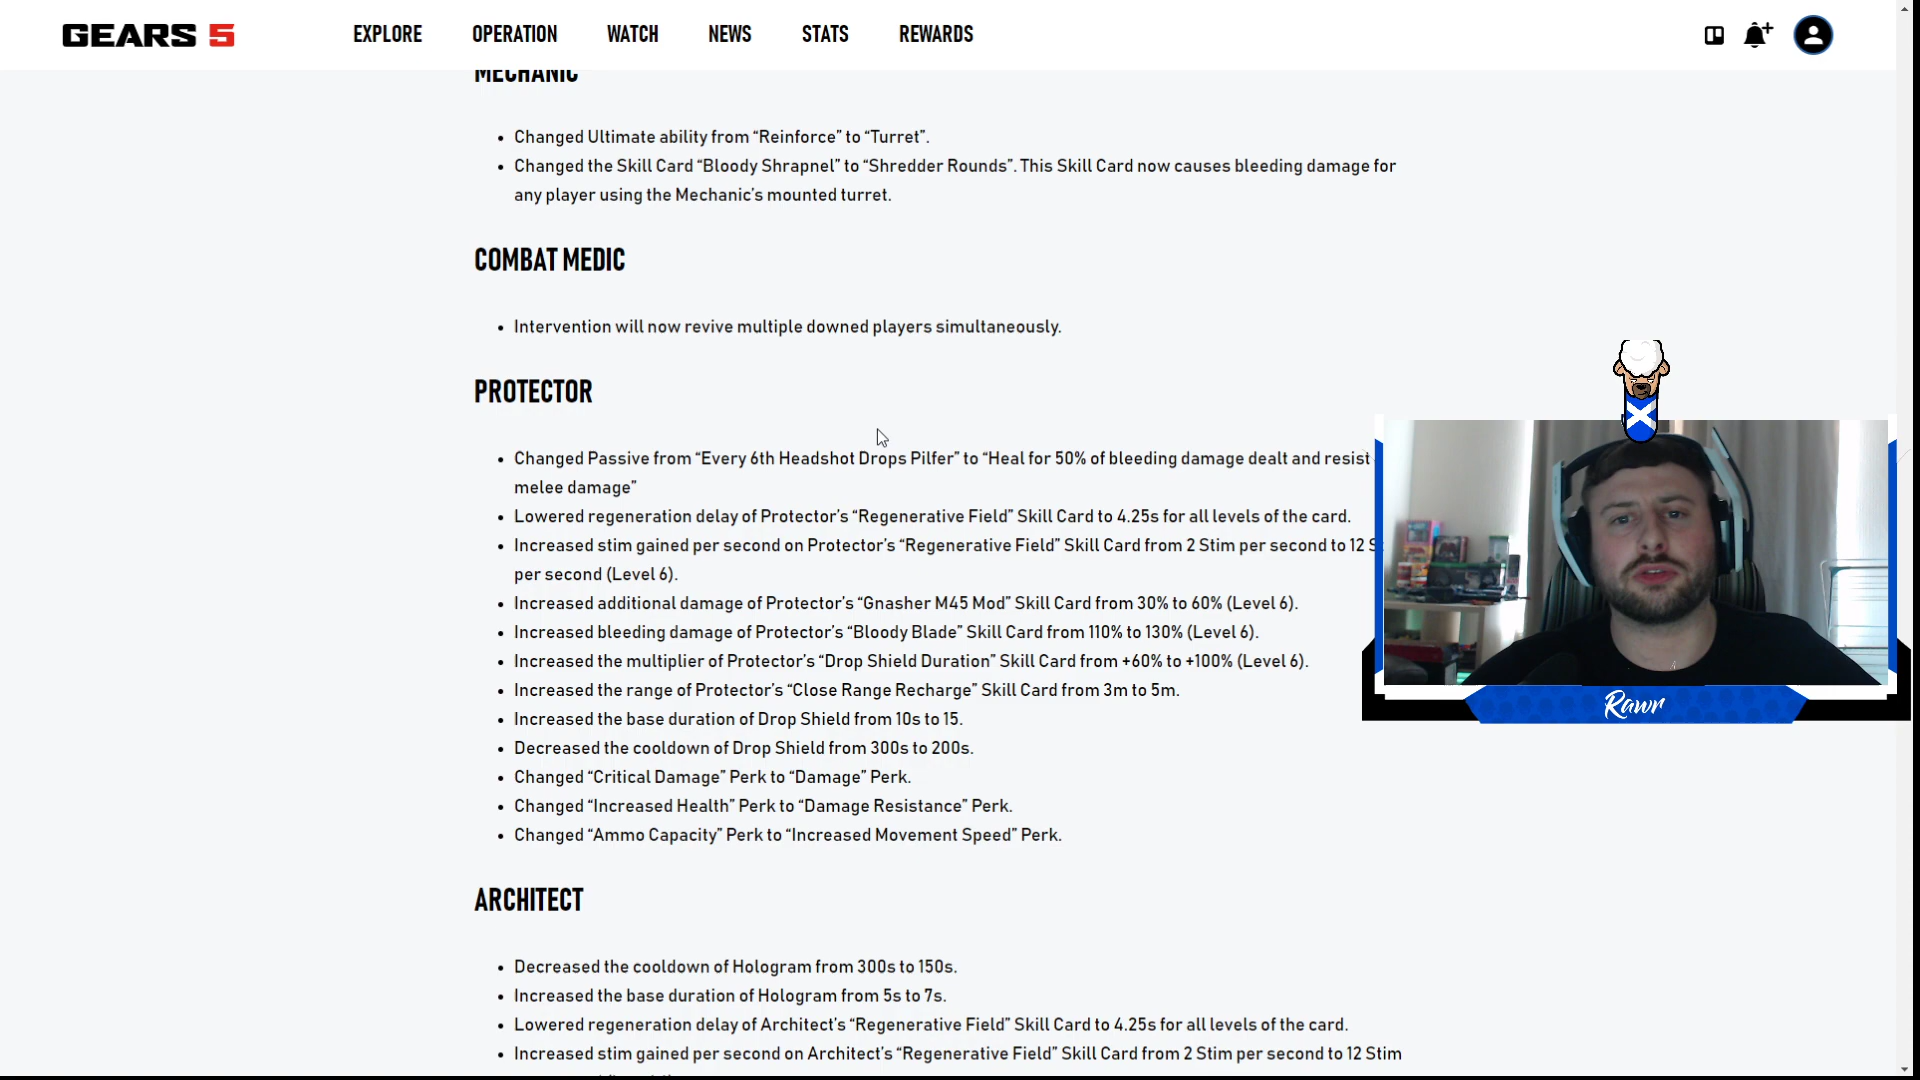 GEARS 5
EXPLORE OPERATION WATCH NEWS STATS REWARDS
MECHANIC
• Changed Ultimate ability from “Reinforce” to “Turret”.
• Changed the Skill Card “Bloody Shrapnel” to “Shredder Rounds”. This Skill Card now causes bleeding damage for
any player using the Mechanic’s mounted turret.
COMBAT MEDIC
• Intervention will now revive multiple downed players simultaneously.
PROTECTOR
• Changed Passive from “Every 6th Headshot Drops Pilfer” to “Heal for 50% of bleeding damage dealt and resist
melee damage”
• Lowered regeneration delay of Protector’s “Regenerative Field” Skill Card to 4.25s for all levels of the card.
• Increased stim gained per second on Protector’s “Regenerative Field” Skill Card from 2 Stim per second to 12
per second (Level 6).
• Increased additional damage of Protector’s “Gnasher M45 Mod” Skill Card from 30% to 60% (Level 6).
• Increased bleeding damage of Protector’s “Bloody Blade” Skill Card from 110% to 130% (Level 6).
• Increased the multiplier of Protector’s “Drop Shield Duration” Skill Card from +60% to +100% (Level 6).
• Increased the range of Protector’s “Close Range Recharge” Skill Card from 3m to 5m.
• Increased the base duration of Drop Shield from 10s to 15.
• Decreased the cooldown of Drop Shield from 300s to 200s.
• Changed “Critical Damage” Perk to “Damage” Perk.
• Changed “Increased Health” Perk to “Damage Resistance” Perk.
• Changed “Ammo Capacity” Perk to “Increased Movement Speed” Perk.
Rawr
ARCHITECT
• Decreased the cooldown of Hologram from 300s to 150s.
• Increased the base duration of Hologram from 5s to 7s.
• Lowered regeneration delay of Architect’s “Regenerative Field” Skill Card to 4.25s for all levels of the card.
• Increased stim gained per second on Architect’s “Regenerative Field” Skill Card from 2 Stim per second to 12 Stim